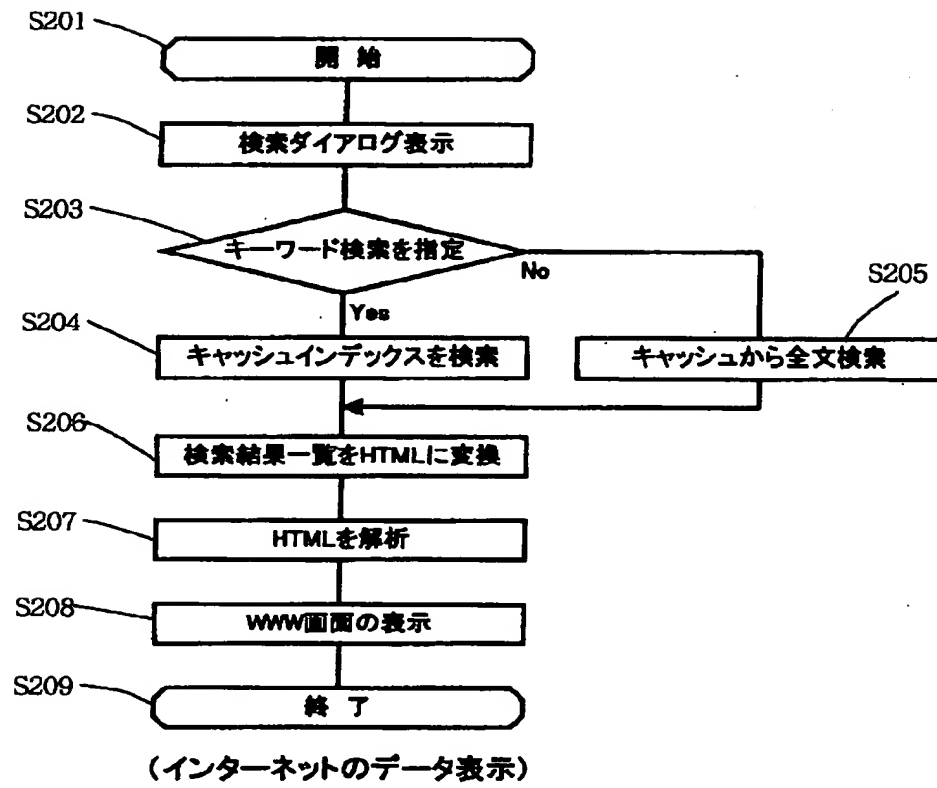 S201
開 始
S202
検索ダイアログ表示
S203
キーワード検索を指定
No
Yes
S204
キャッシュインデックスを検索
S205
キャッシュから全文検索
S206
検索結果一覧をHTMLに変換
S207
HTMLを解析
S208
WWW画面の表示
S209
終 了
(インターネットのデータ表示)